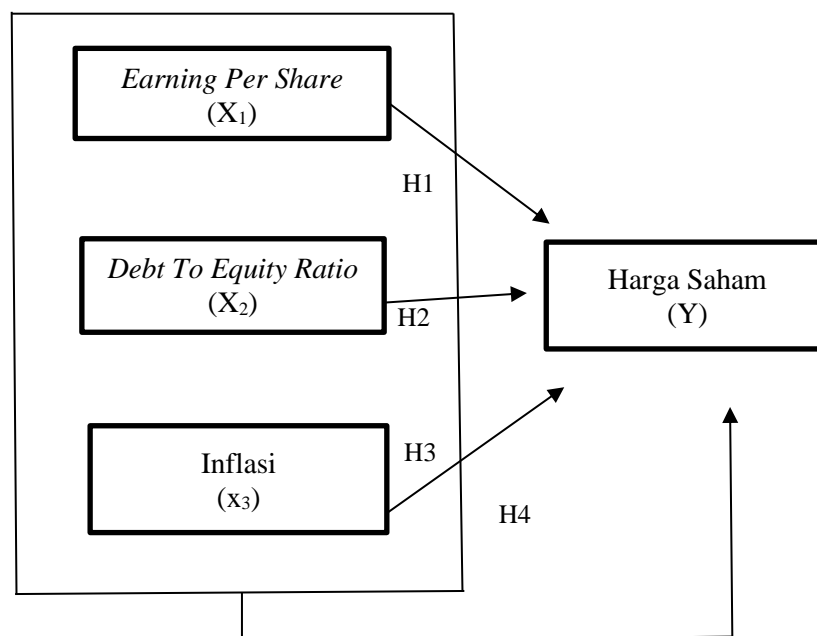 Earning Per Share
(X₁)
H1
Debt To Equity Ratio
(X₂)
H2
Harga Saham
(Y)
Inflasi
(x₃)
H3
H4